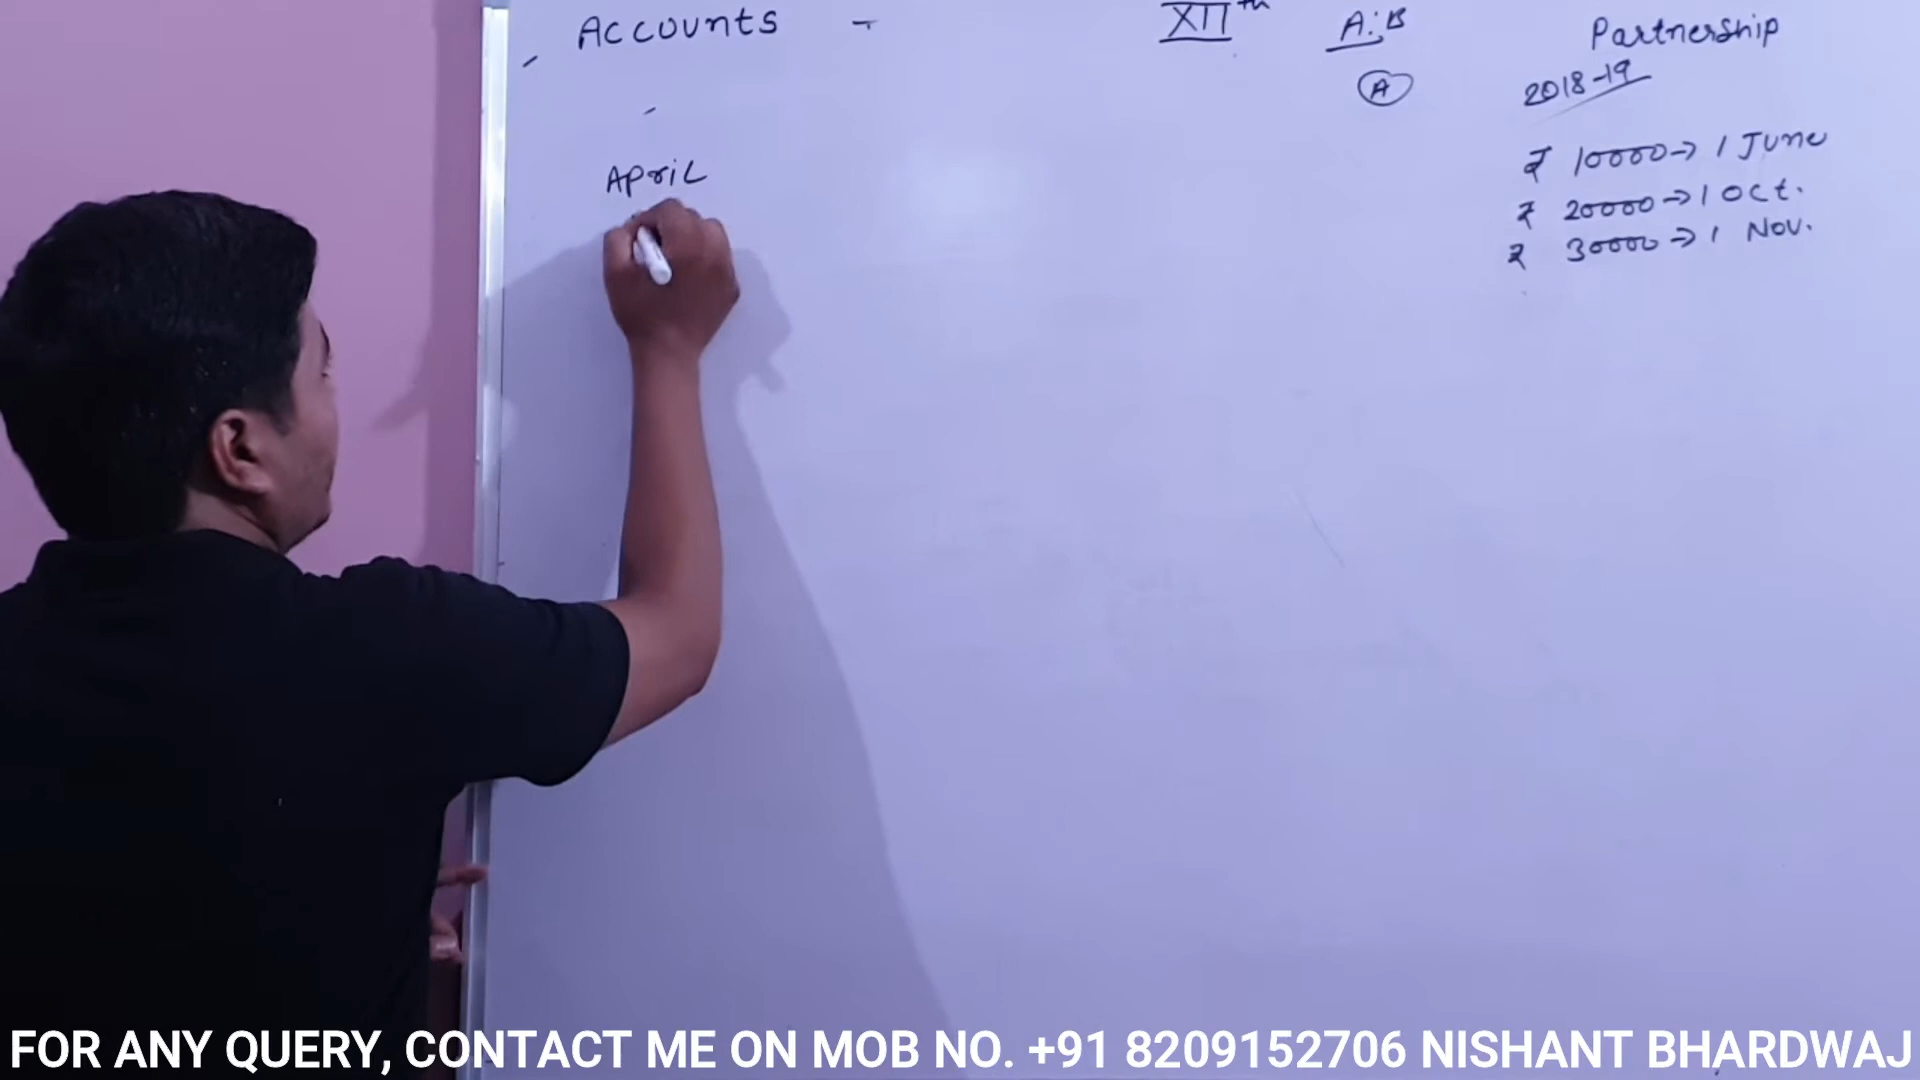 Accounts -
XIIth
A:B
Partnership
A
2018-19
₹ 10000→ 1 June
₹ 20000→ 1 Oct.
₹ 30000→ 1 Nov.
April
FOR ANY QUERY, CONTACT ME ON MOB NO. +91 8209152706 NISHANT BHARDWAJ